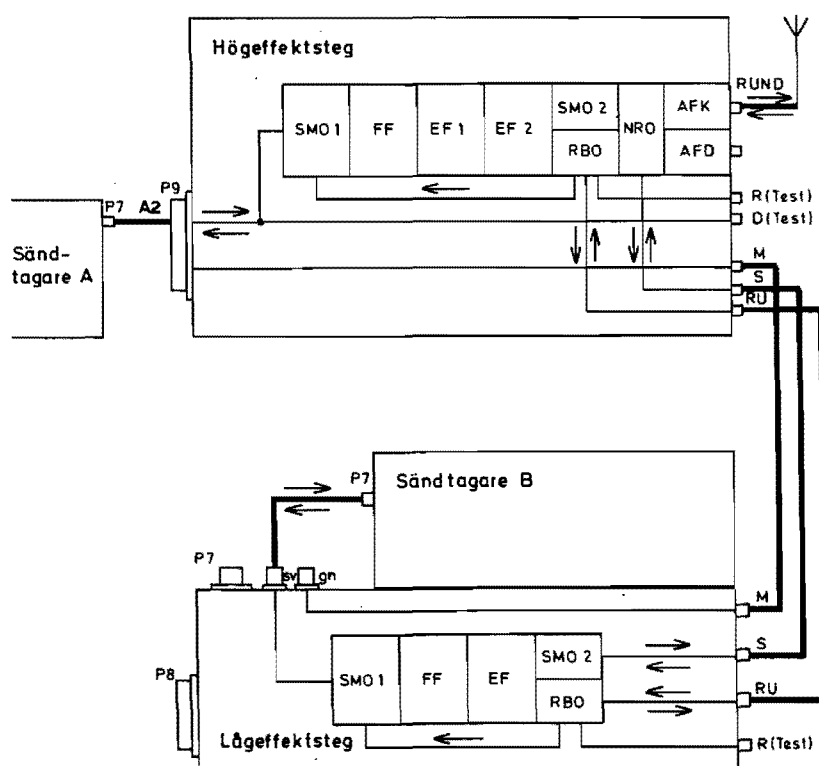 Högeffektsteg
RUND
SMO 1
FF
EF 1
EF 2
SMO 2
RBO
NRO
AFK
AFD
P7
A2
P9
R(Test)
D(Test)
M
S
RU
Sänd-
tagare A
P7
Sändtagare B
P7
sv
gn
M
S
RU
P8
SMO 1
FF
EF
SMO 2
RBO
Lågeffektsteg
R(Test)